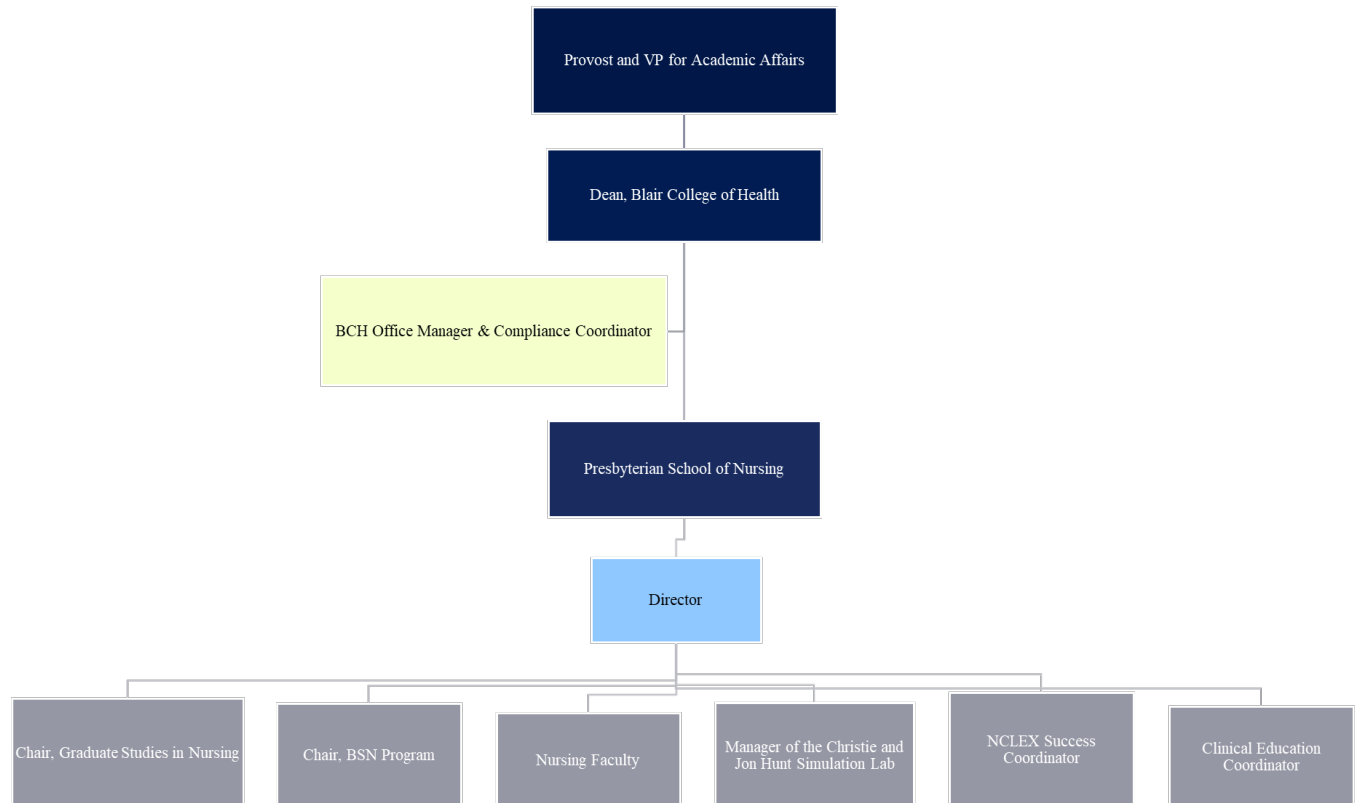 Provost and VP for Academic Affairs
Dean, Blair College of Health
BCH Office Manager & Compliance Coordinator
Presbyterian School of Nursing
Director
Chair, Graduate Studies in Nursing
Chair, BSN Program
Nursing Faculty
Manager of the Christie and
Jon Hunt Simulation Lab
NCLEX Success
Coordinator
Clinical Education
Coordinator